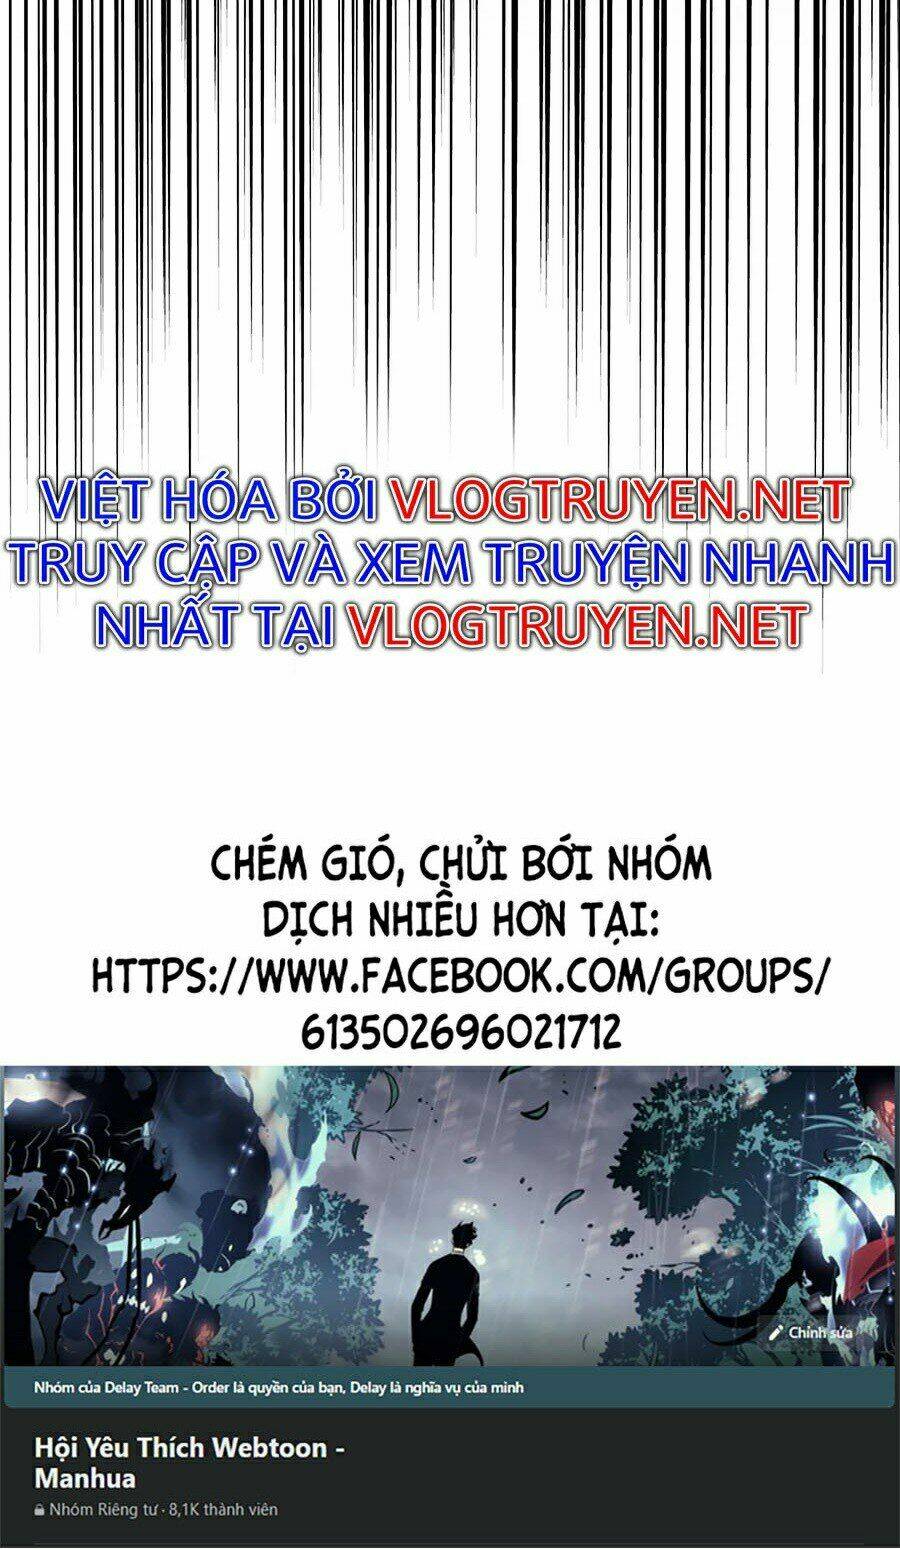 VIỆT HÓA BỞI VLOGTRUYEN.NET
TRUY CẬP VÀ XEM TRUYỆN NHANH
NHẤT TẠI VLOGTRUYEN.NET
CHÉM GIÓ, CHỬI BỚI NHÓM
DỊCH NHIỀU HƠN TẠI:
HTTPS://WWW.FACEBOOK.COM/GROUPS/
613502696021712
Chỉnh sửa
Nhóm của Delay Team - Order là quyền của bạn, Delay là nghĩa vụ của mình
Hội Yêu Thích Webtoon -
Manhua
Nhóm Riêng tư · 8,1K thành viên